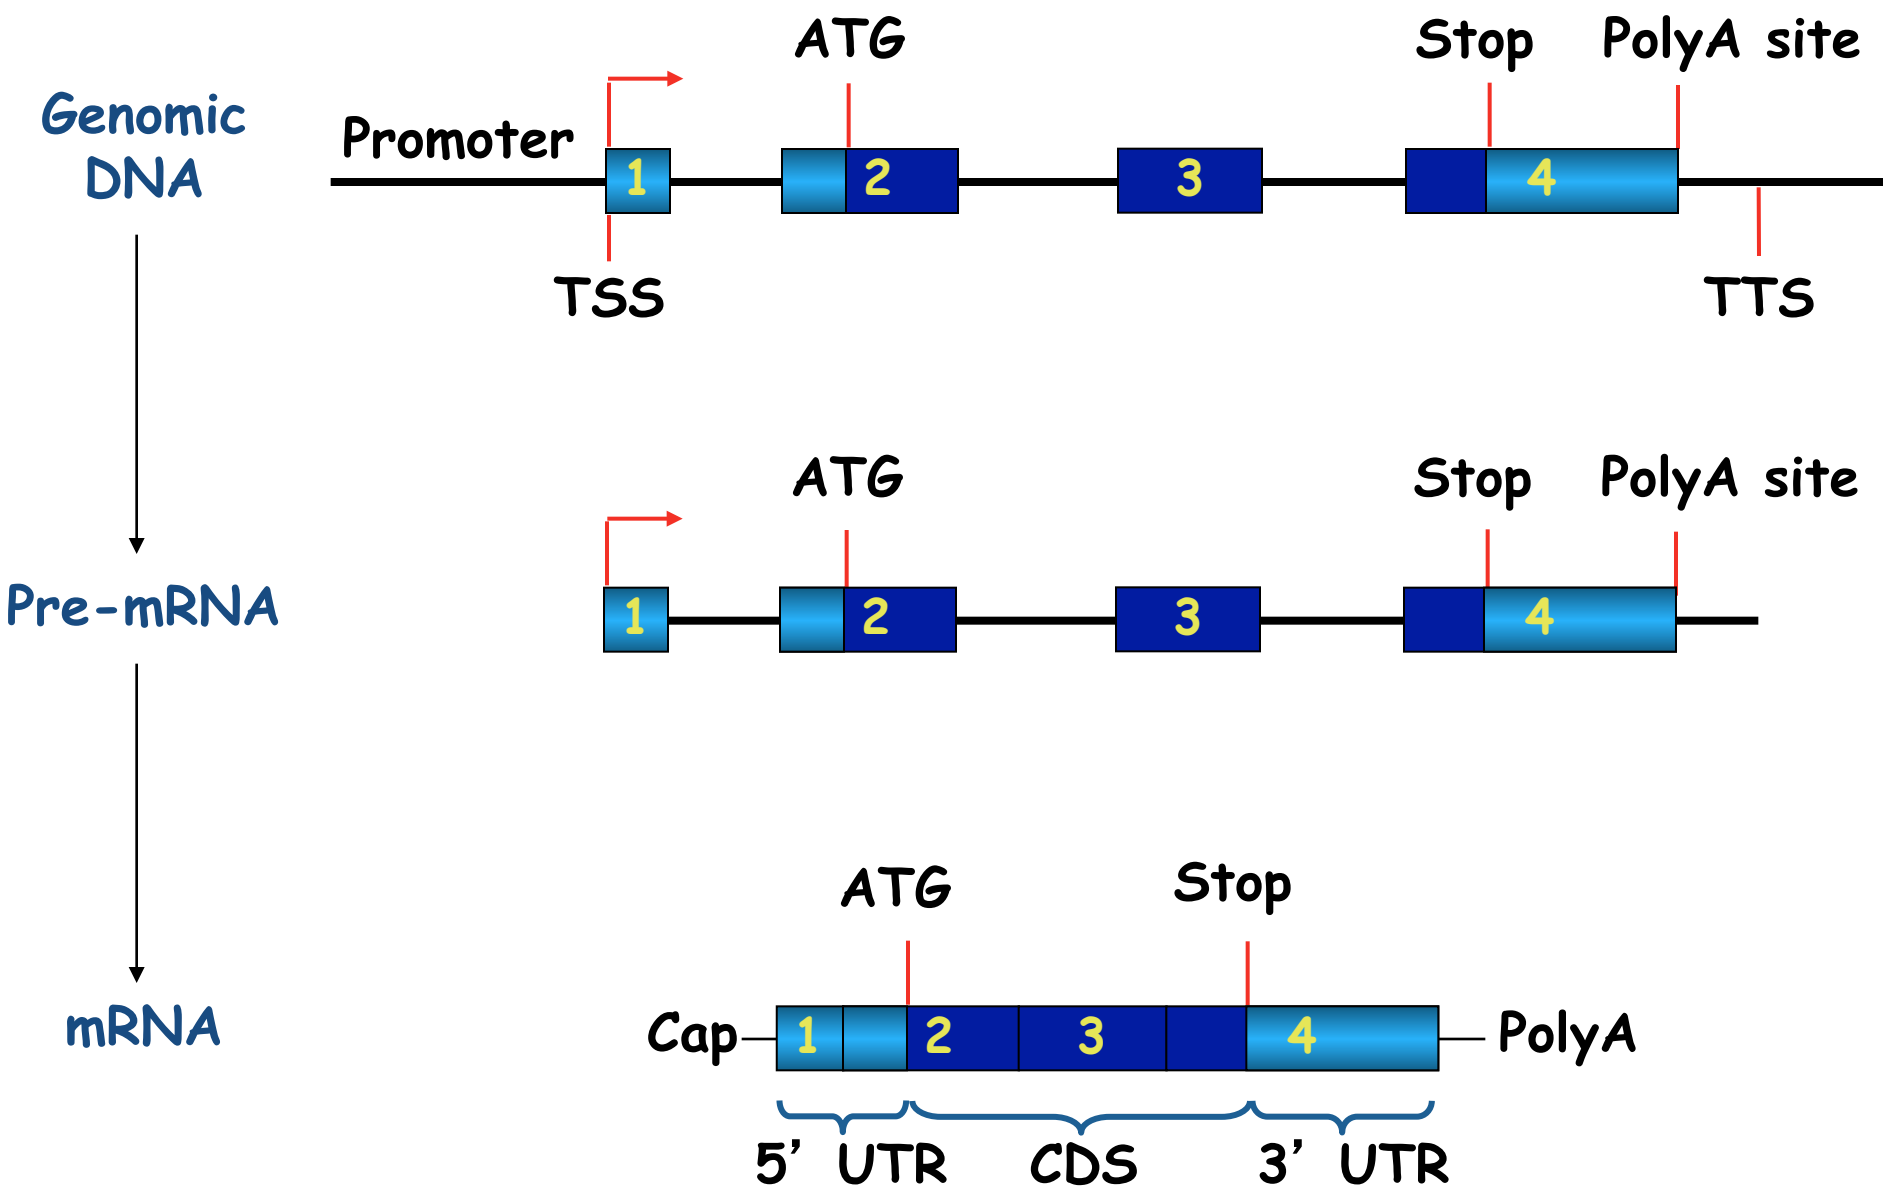 ATG Stop PolyA site
Genomic
DNA
Promoter
1 2 3 4
TSS TTS
ATG Stop PolyA site
Pre-mRNA
1 2 3 4
ATG Stop
mRNA
Cap 1 2 3 4 PolyA
5’ UTR CDS 3’ UTR